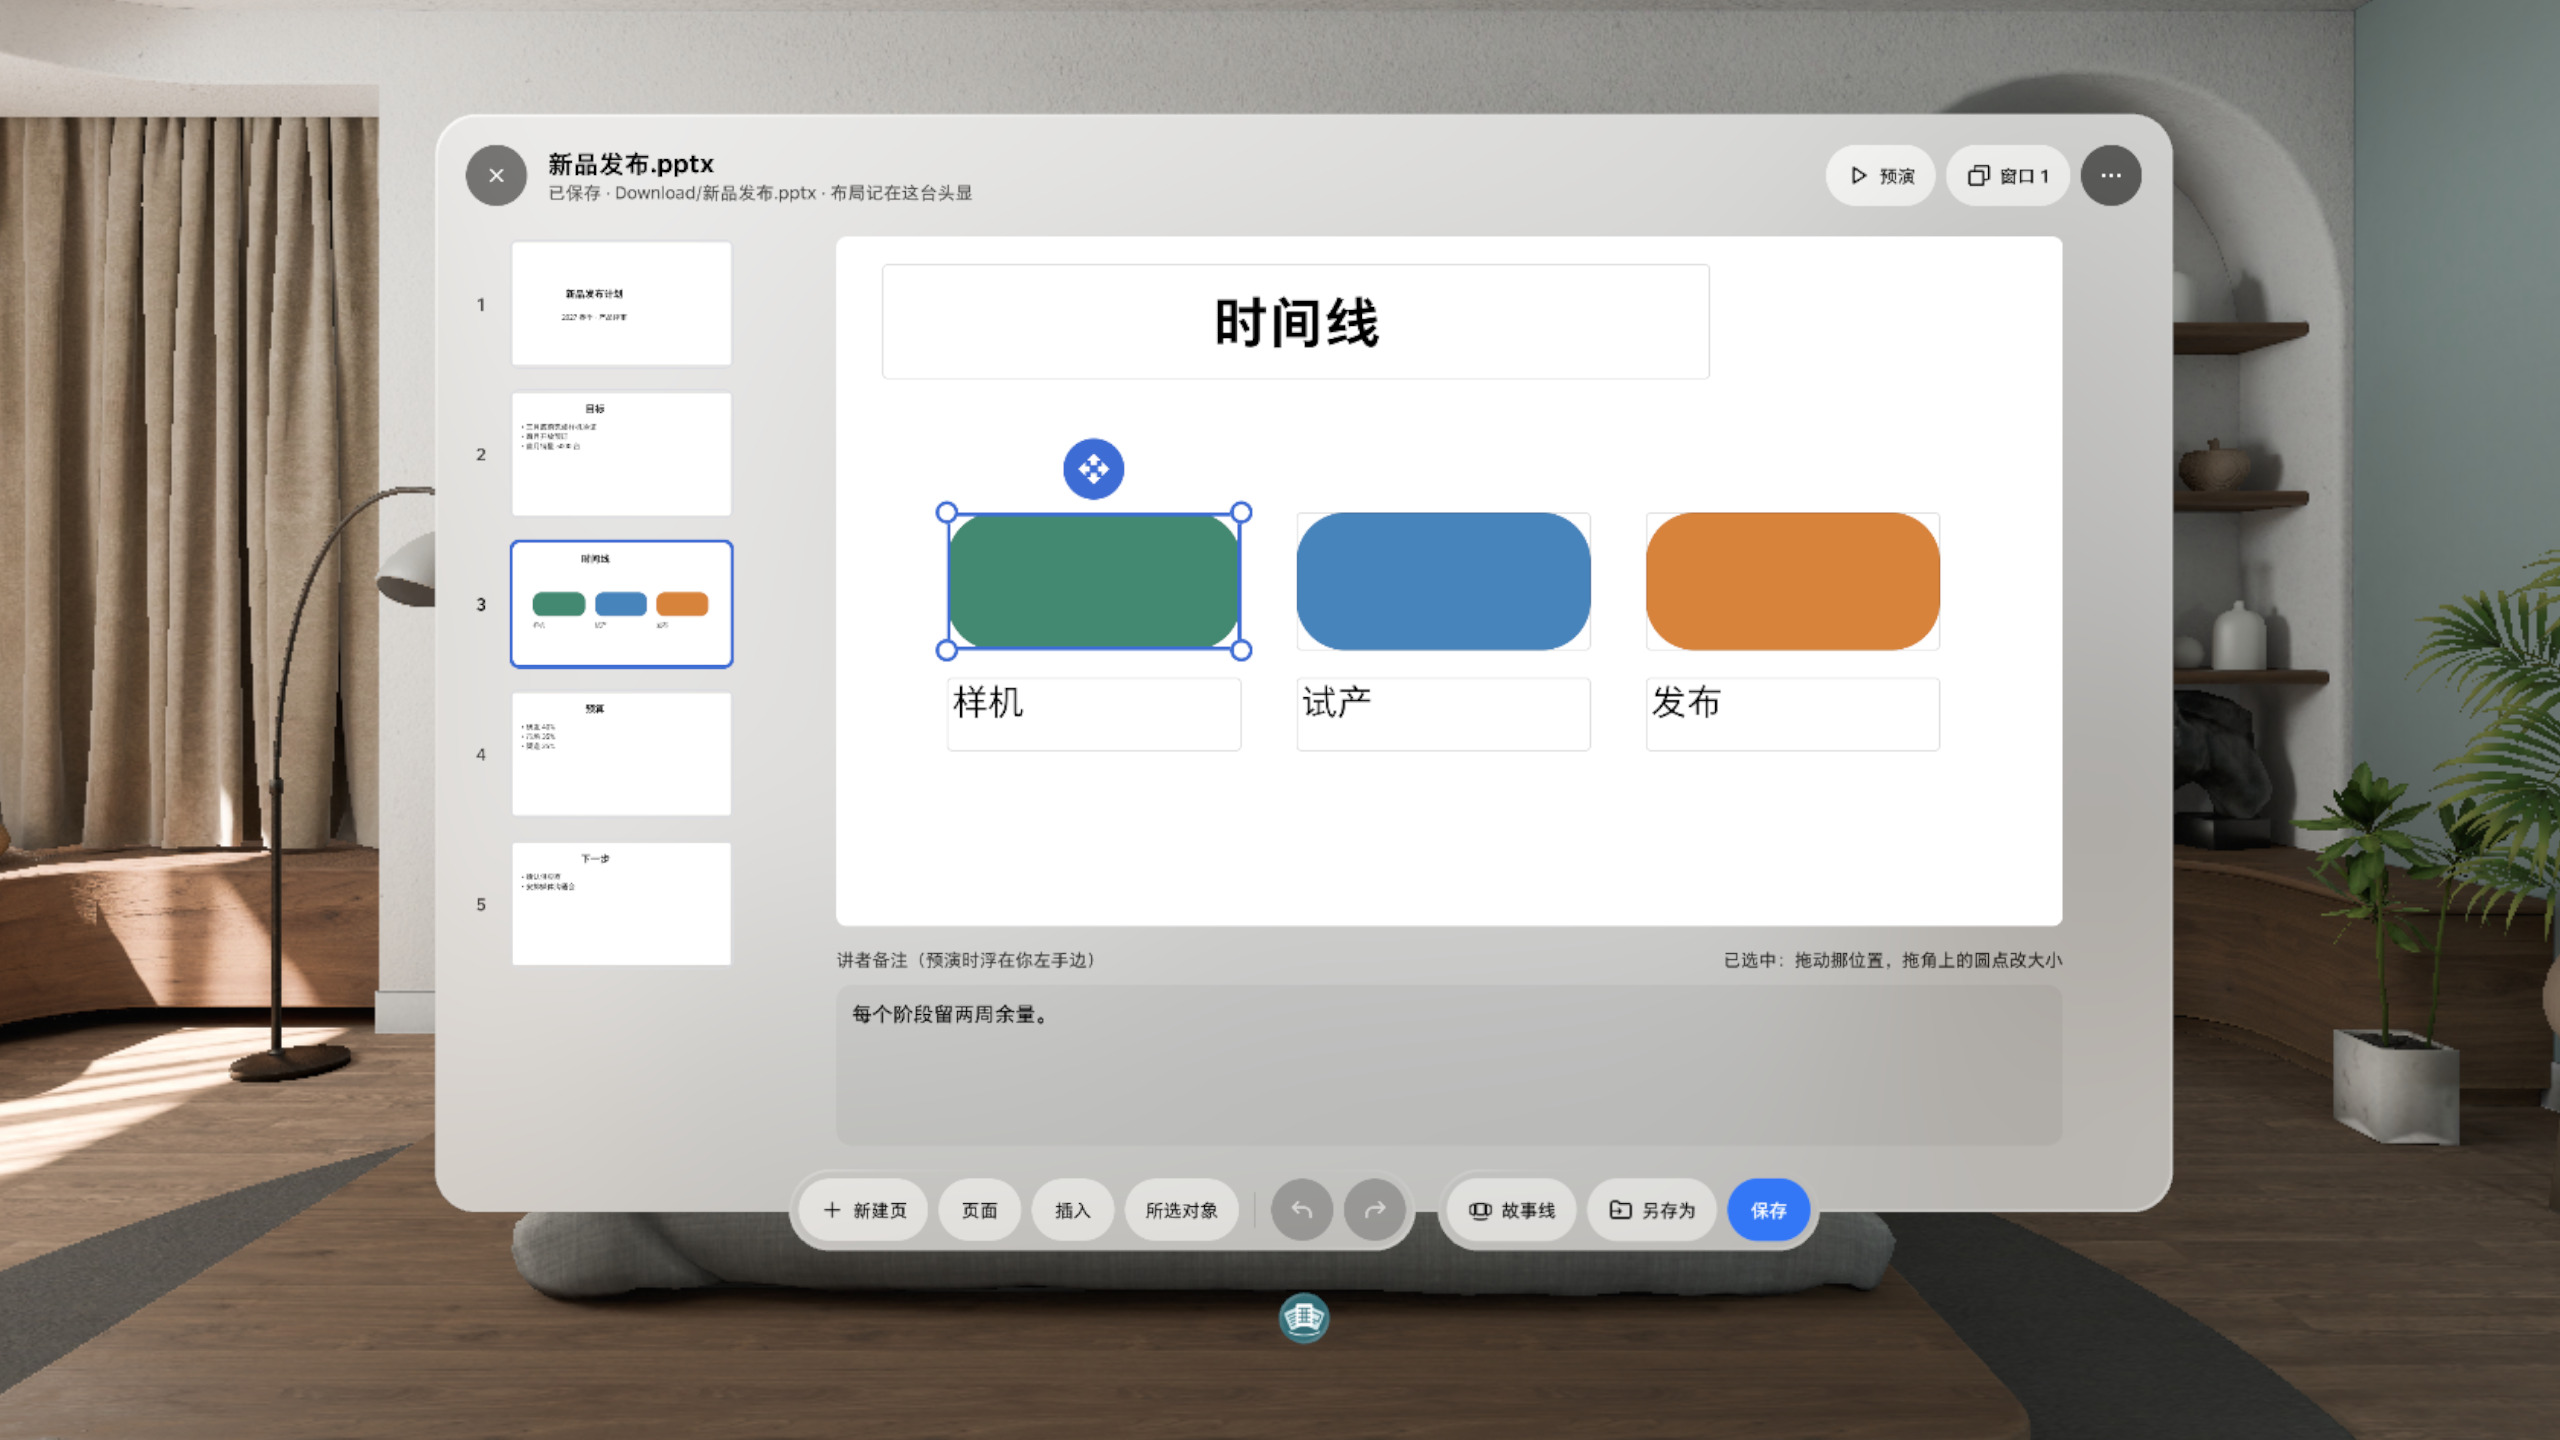 新品发布.pptx
已保存 · Download/新品发布.pptx · 布局记在这台头显
预演
窗口 1
1
新品发布计划
2
目标
3
时间线
样机
试产
发布
4
预算
5
下一步
时间线
样机
试产
发布
讲者备注（预演时浮在你左手边）
已选中：拖动挪位置，拖角上的圆点改大小
每个阶段留两周余量。
新建页
页面
插入
所选对象
故事线
另存为
保存